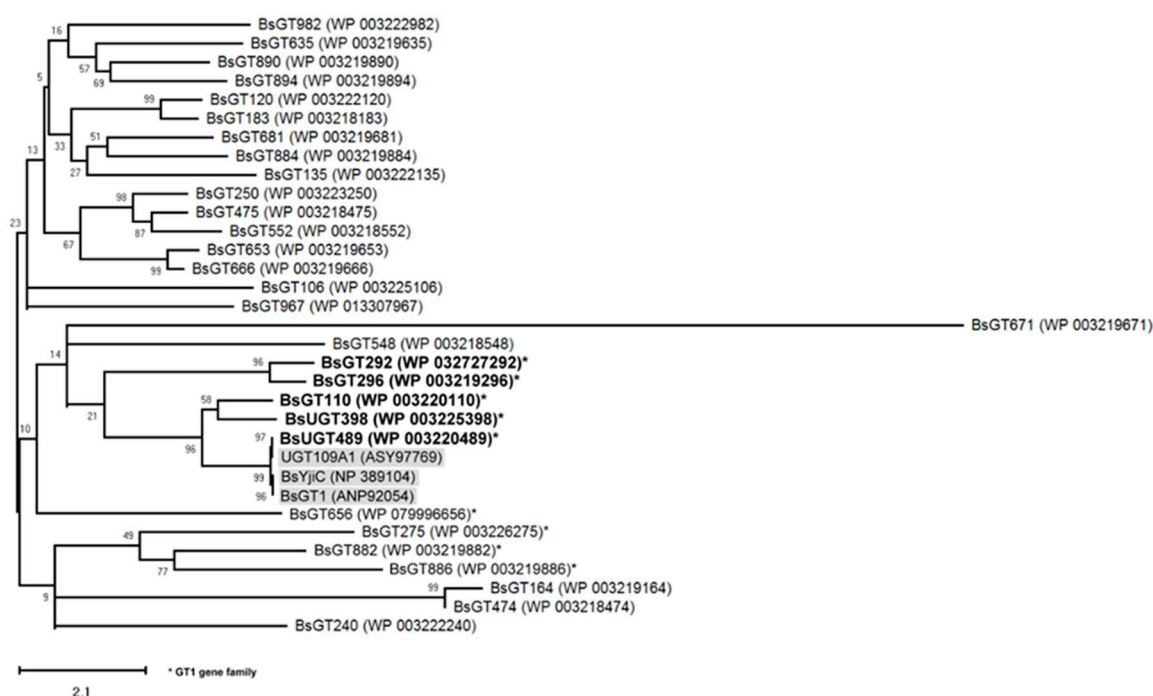 16
BsGT982 (WP 003222982)
BsGT635 (WP 003219635)
57
BsGT890 (WP 003219890)
69
BsGT894 (WP 003219894)
5
99
BsGT120 (WP 003222120)
BsGT183 (WP 003218183)
33
51
BsGT681 (WP 003219681)
13
BsGT884 (WP 003219884)
27
BsGT135 (WP 003222135)
98
BsGT250 (WP 003223250)
BsGT475 (WP 003218475)
23
87
BsGT552 (WP 003218552)
67
BsGT653 (WP 003219653)
99
BsGT666 (WP 003219666)
BsGT106 (WP 003225106)
BsGT967 (WP 013307967)
BsGT671 (WP 003219671)
14
BsGT548 (WP 003218548)
96
BsGT292 (WP 032727292)*
BsGT296 (WP 003219296)*
58
BsGT110 (WP 003220110)*
21
BsUGT398 (WP 003225398)*
10
97
BsUGT489 (WP 003220489)*
96
UGT109A1 (ASY97769)
99
BsYjiC (NP 389104)
96
BsGT1 (ANP92054)
BsGT656 (WP 079996656)*
49
BsGT275 (WP 003226275)*
BsGT882 (WP 003219882)*
77
BsGT886 (WP 003219886)*
99
BsGT164 (WP 003219164)
9
BsGT474 (WP 003218474)
BsGT240 (WP 003222240)
* GT1 gene family
2.1